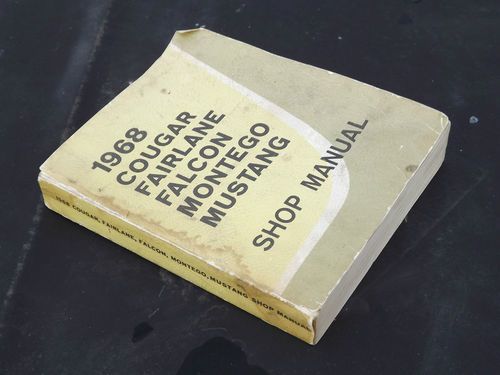 1968
COUGAR
FAIRLANE
FALCON
MONTEGO
MUSTANG
SHOP MANUAL
1968 COUGAR, FAIRLANE, FALCON, MONTEGO, MUSTANG SHOP MANUAL